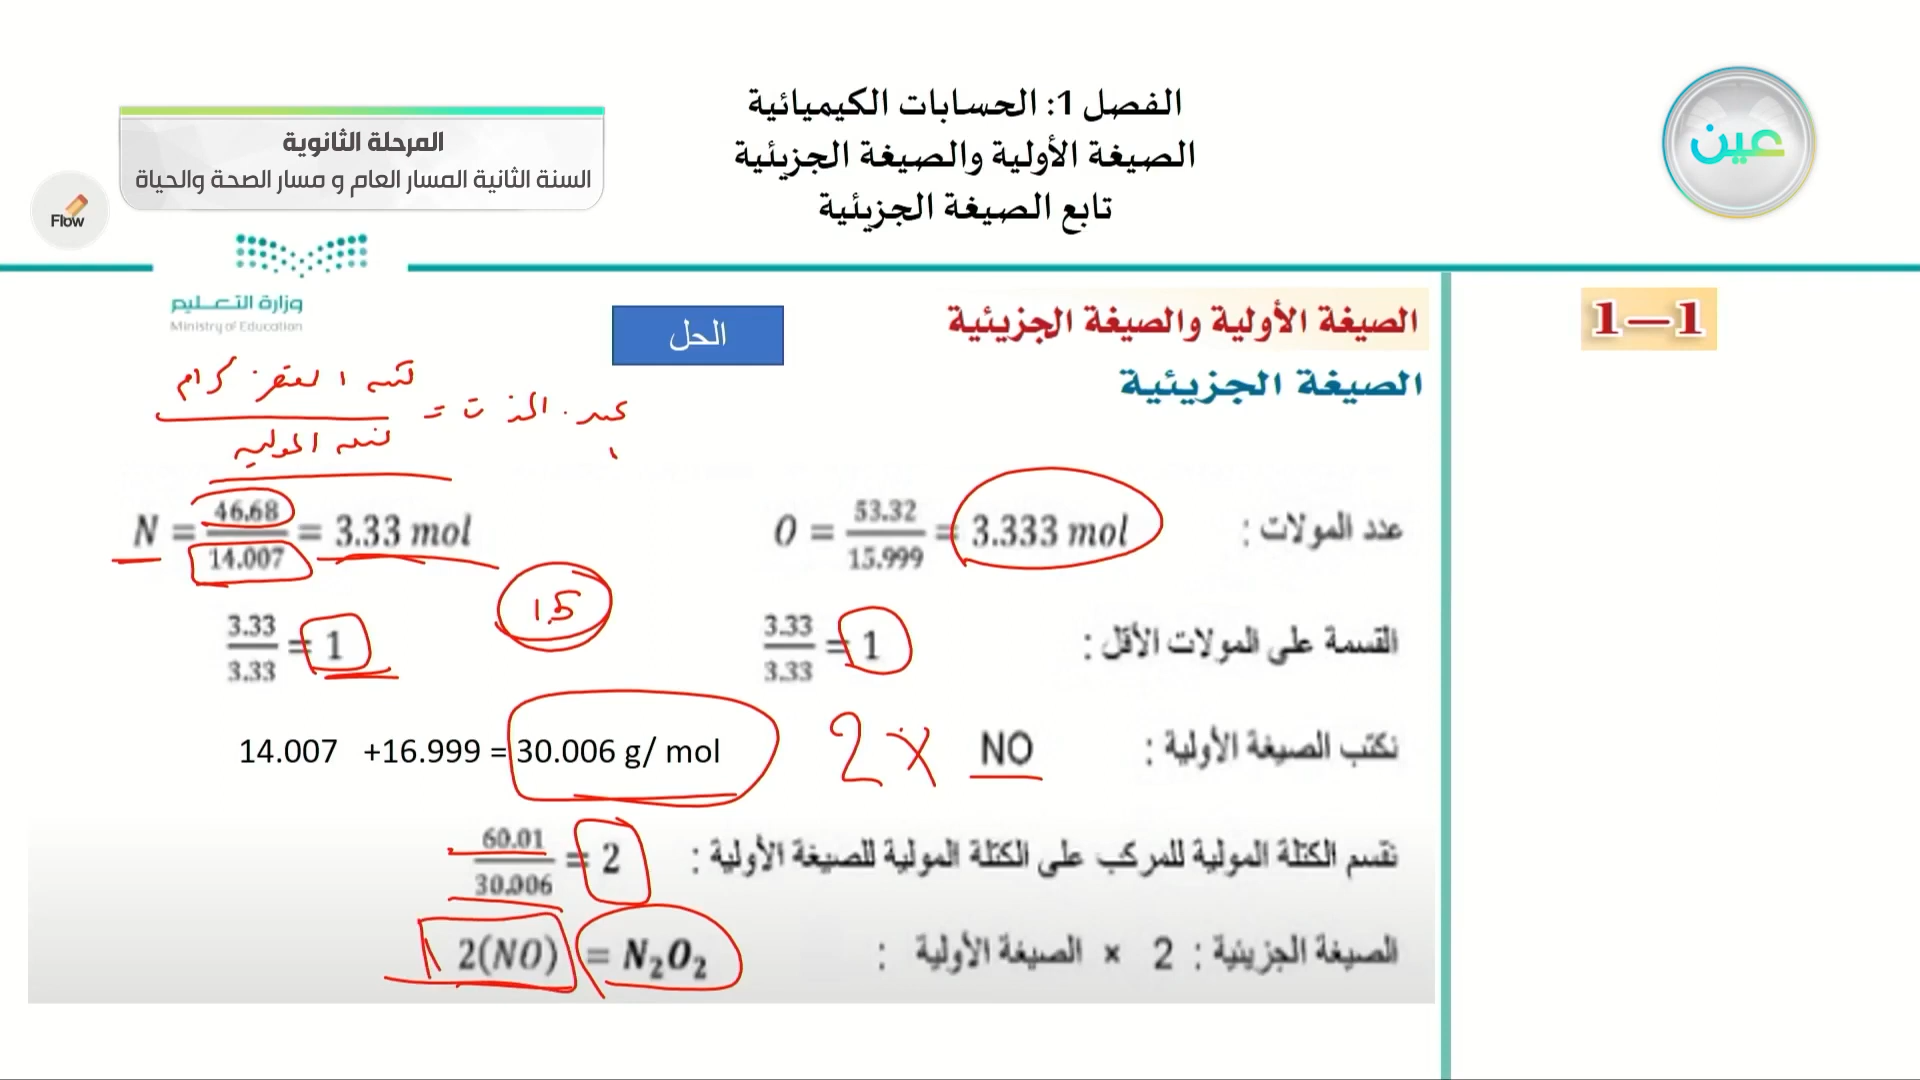 الفصل 1: الحسابات الكيميائية
الصيغة الأولية والصيغة الجزيئية
تابع الصيغة الجزيئية
عين
المرحلة الثانوية
السنة الثانية المسار العام و مسار الصحة والحياة
Flow
وزارة التعليم
Ministry of Education
1-1
الصيغة الأولية والصيغة الجزيئية
الحل
الصيغة الجزيئية
عدد المولات :
O = 53.32 / 15.999 = 3.333 mol
N = 46.68 / 14.007 = 3.33 mol
1.5
القسمة على المولات الأقل :
3.33 / 3.33 = 1
3.33 / 3.33 = 1
نكتب الصيغة الأولية :
NO
2 ×
14.007 +16.999 = 30.006 g/ mol
نقسم الكتلة المولية للمركب على الكتلة المولية للصيغة الأولية :
60.01 / 30.006 = 2
الصيغة الجزيئية : 2 × الصيغة الأولية :
2(NO) = N₂O₂